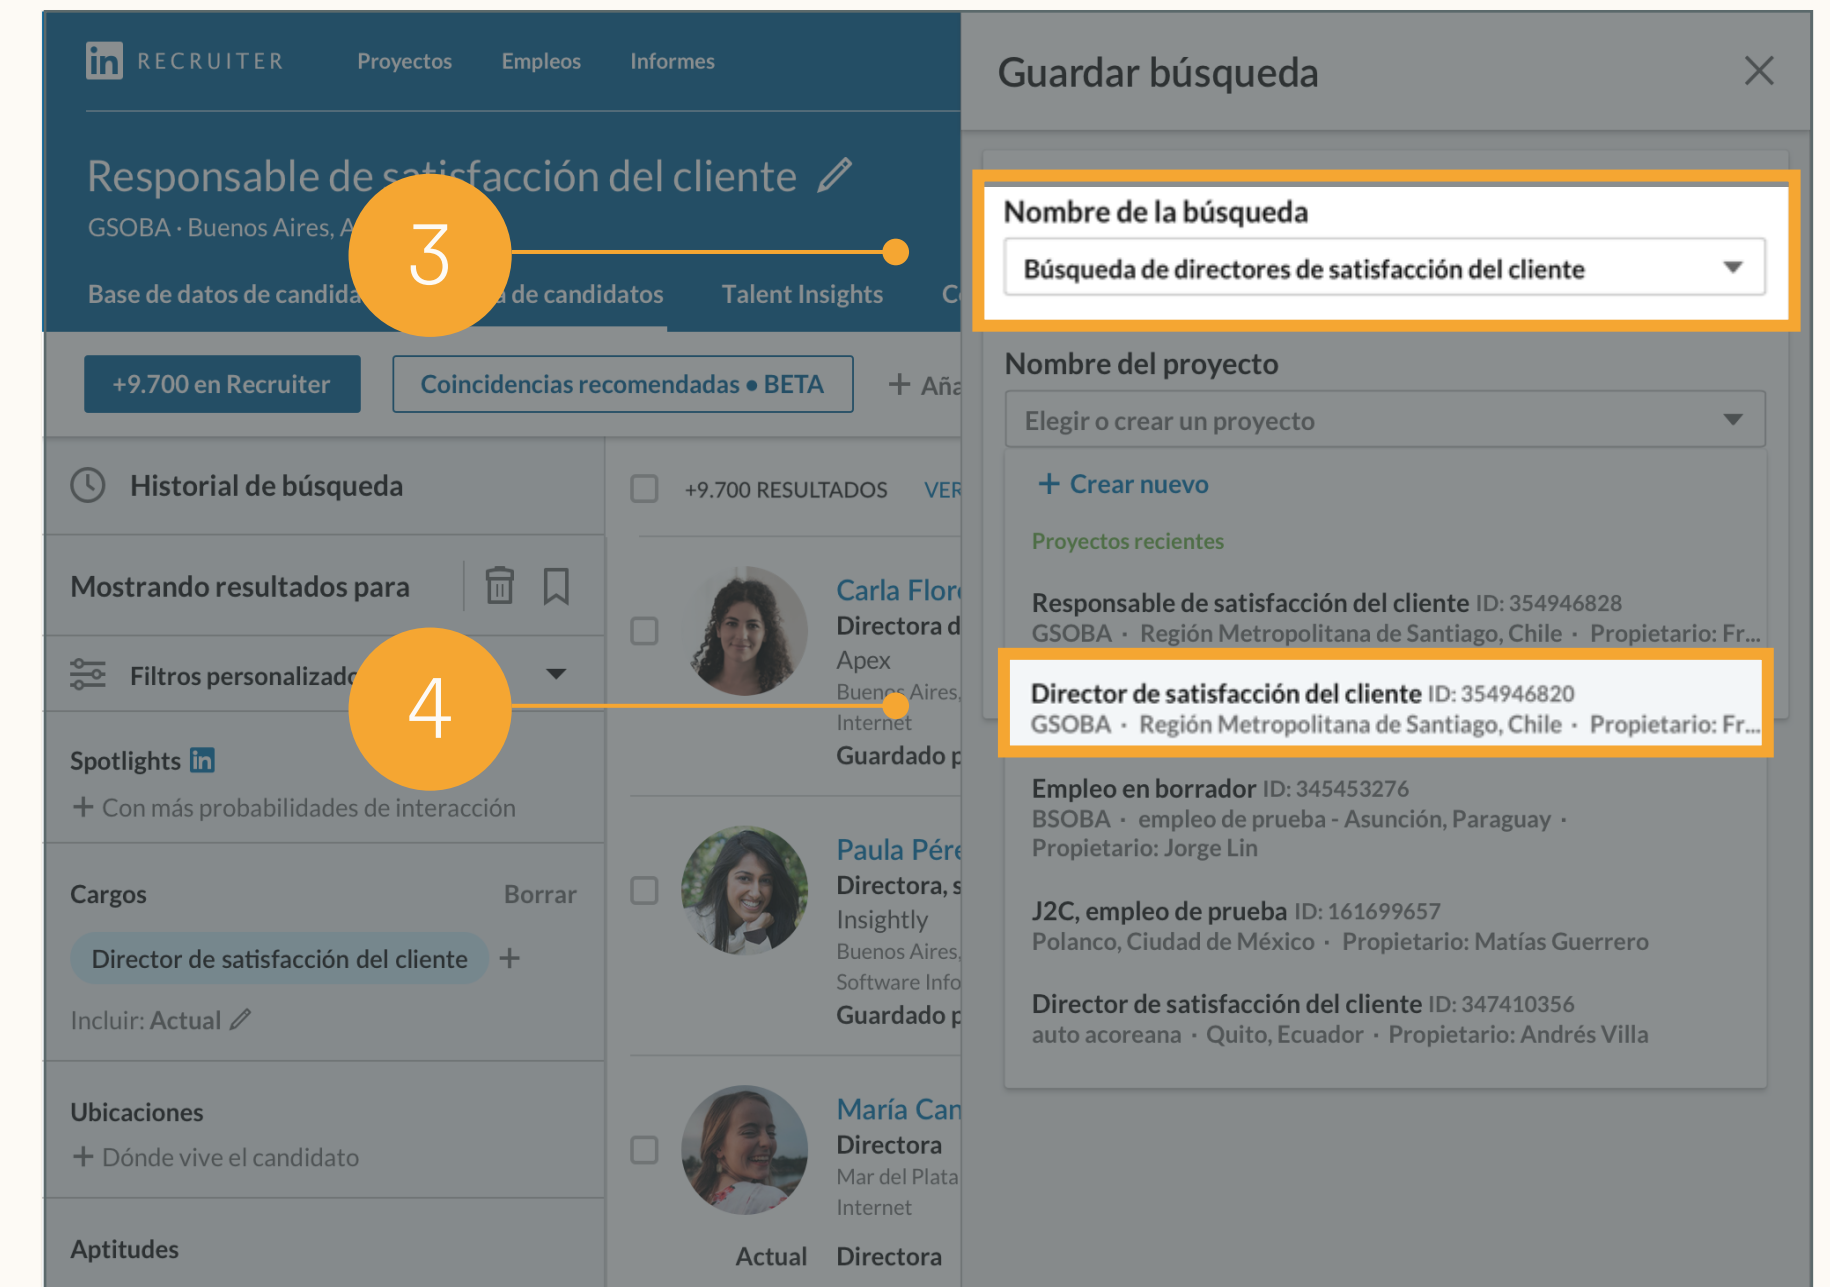 in RECRUITER Proyectos Empleos Informes
Responsable de satisfacción del cliente
GSOBA · Buenos Aires, A
3
Base de datos de candida a de candidatos Talent Insights C
+9.700 en Recruiter Coincidencias recomendadas • BETA + Aña
Historial de búsqueda
Mostrando resultados para
Filtros personalizado
4
Spotlights in
+ Con más probabilidades de interacción
Cargos Borrar
Director de satisfacción del cliente +
Incluir: Actual
Ubicaciones
+ Dónde vive el candidato
Aptitudes
+9.700 RESULTADOS VER
Carla Flore
Directora d
Apex
Buenos Aires,
Internet
Guardado p
Paula Pére
Directora, s
Insightly
Buenos Aires,
Software Info
Guardado p
María Can
Directora
Mar del Plata
Internet
Actual Directora
Guardar búsqueda
Nombre de la búsqueda
Búsqueda de directores de satisfacción del cliente
Nombre del proyecto
Elegir o crear un proyecto
+ Crear nuevo
Proyectos recientes
Responsable de satisfacción del cliente ID: 354946828
GSOBA · Región Metropolitana de Santiago, Chile · Propietario: Fr...
Director de satisfacción del cliente ID: 354946820
GSOBA · Región Metropolitana de Santiago, Chile · Propietario: Fr...
Empleo en borrador ID: 345453276
BSOBA · empleo de prueba - Asunción, Paraguay ·
Propietario: Jorge Lin
J2C, empleo de prueba ID: 161699657
Polanco, Ciudad de México · Propietario: Matías Guerrero
Director de satisfacción del cliente ID: 347410356
auto acoreana · Quito, Ecuador · Propietario: Andrés Villa